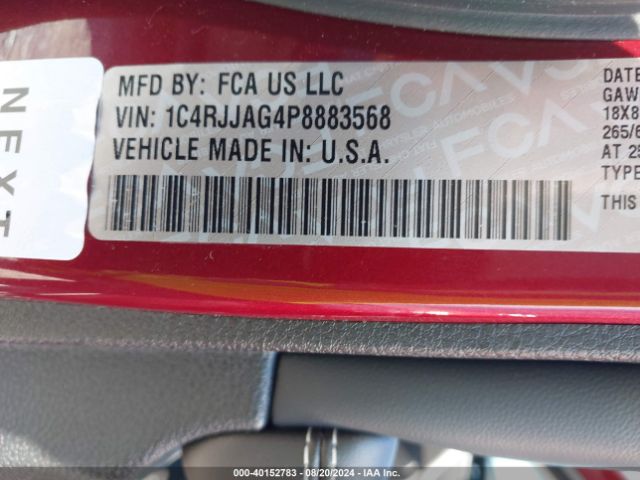 MFD BY: FCA US LLC
VIN: 1C4RJJAG4P8883568
VEHICLE MADE IN: U.S.A.
NEXT
DATE
GAW
18X8
265/6
AT 2
TYPE
THIS
000-40152783 - 08/20/2024 - IAA Inc.